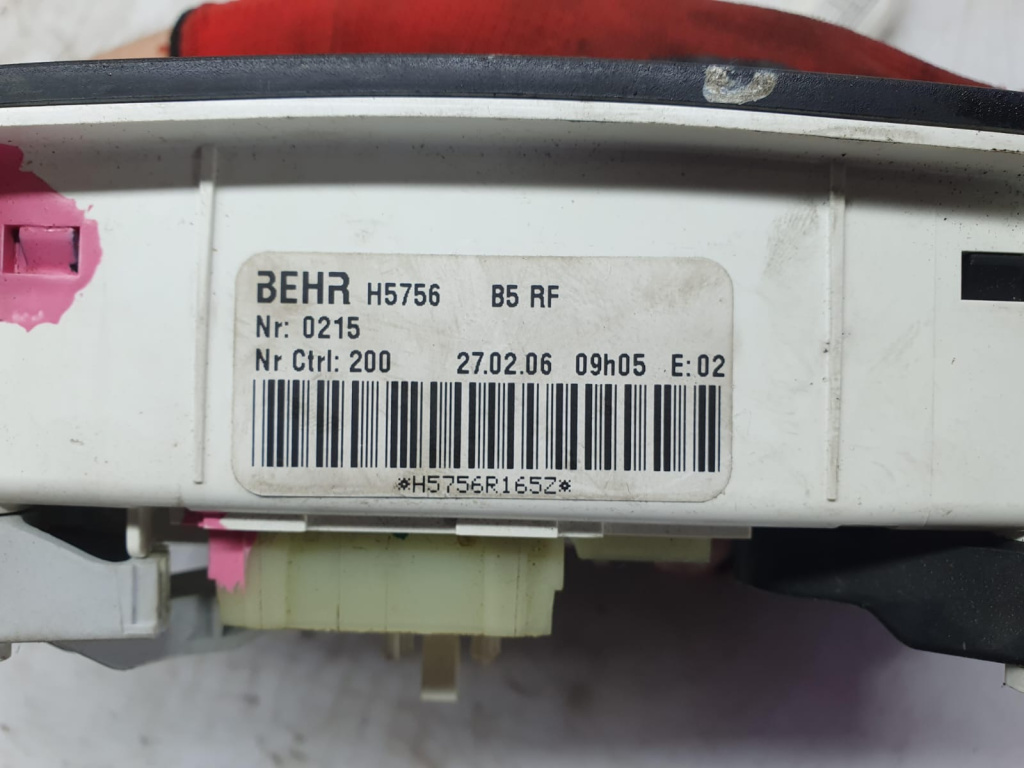 BEHR H5756 B5 RF
Nr: 0215
Nr Ctrl: 200 27.02.06 09h05 E: 02
*H5756R165Z*